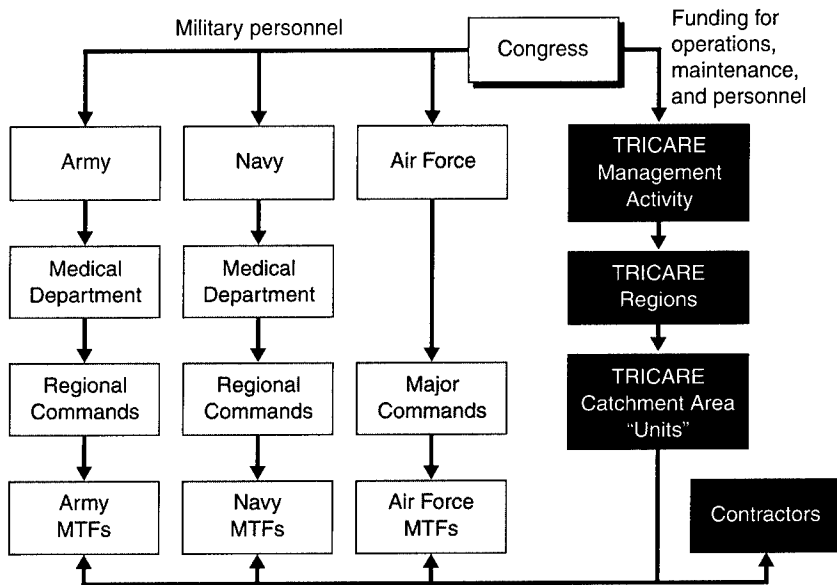 Military personnel
Congress
Funding for
operations,
maintenance,
and personnel
Army
Navy
Air Force
TRICARE
Management
Activity
Medical
Department
Medical
Department
TRICARE
Regions
Regional
Commands
Regional
Commands
Major
Commands
TRICARE
Catchment Area
"Units"
Army
MTFs
Navy
MTFs
Air Force
MTFs
Contractors